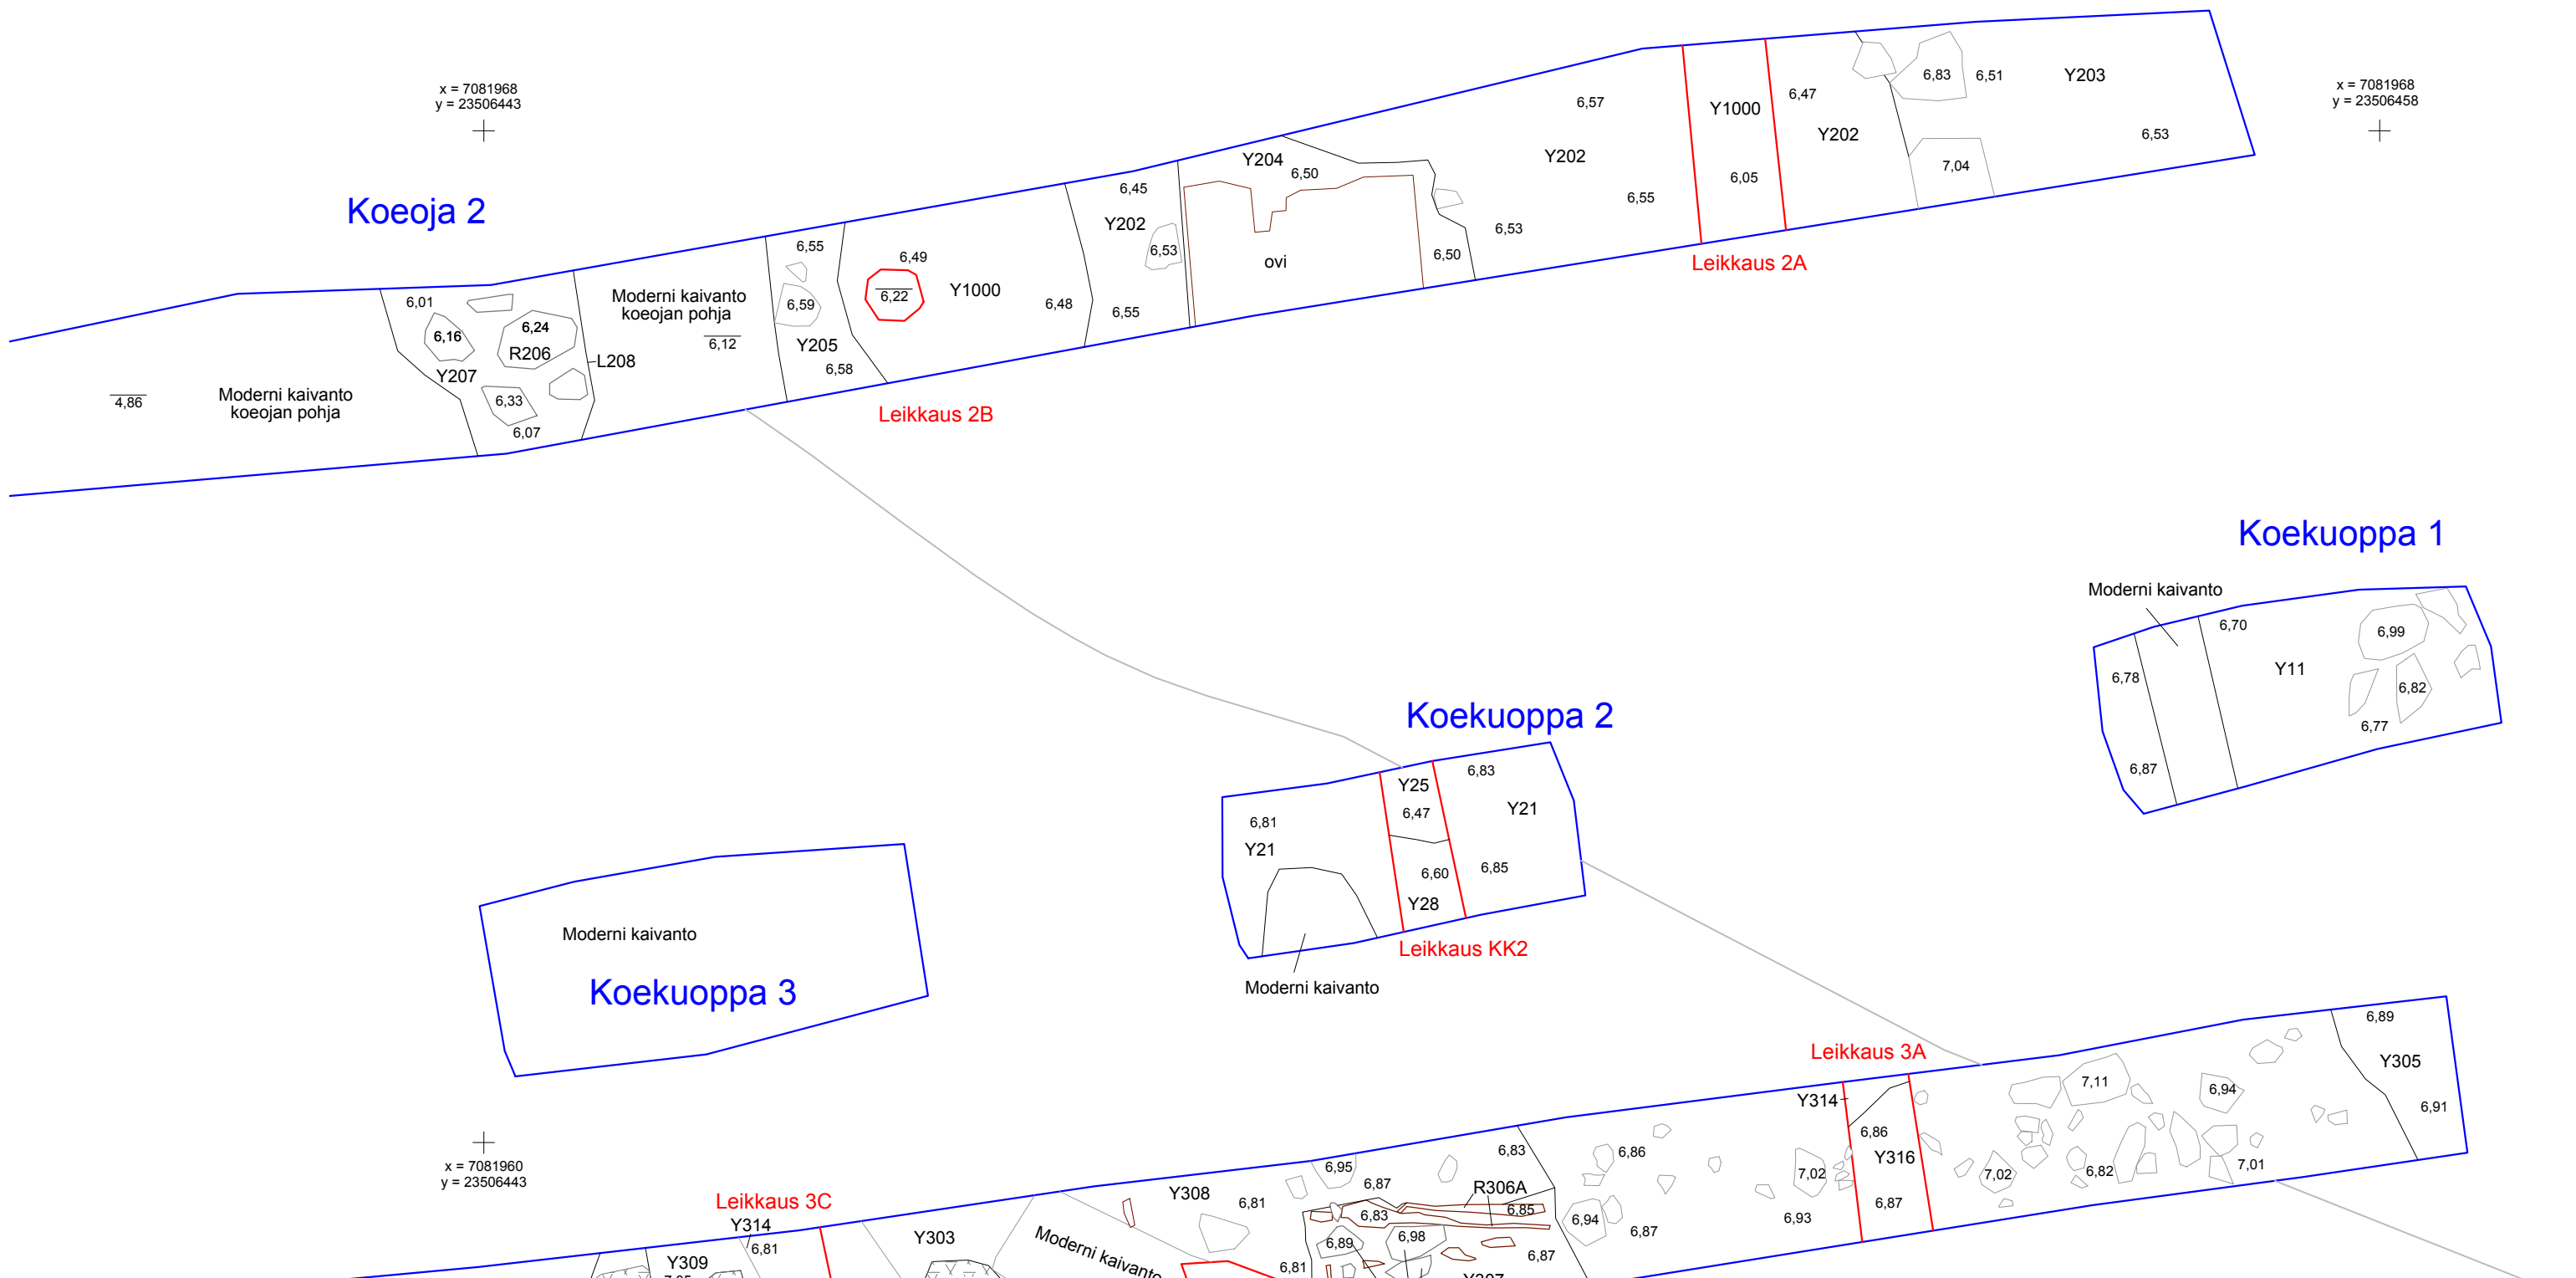 x = 7081968
y = 23506443
x = 7081968
y = 23506458
Koeoja 2
6,57
Y1000
6,47
6,83
6,51
Y203
Y202
6,53
Y202
6,05
7,04
6,55
6,53
Leikkaus 2A
Y204
6,50
6,45
Y202
6,53
ovi
6,50
6,55
6,55
6,49
6,22
Y1000
6,48
6,59
Y205
6,58
Leikkaus 2B
Moderni kaivanto
koeojan pohja
6,12
6,01
6,16
6,24
R206
L208
Y207
6,33
6,07
4,86
Moderni kaivanto
koeojan pohja
Koekuoppa 1
Moderni kaivanto
6,70
6,99
Y11
6,78
6,82
6,77
6,87
Koekuoppa 2
Y25
6,83
6,47
Y21
6,81
Y21
6,60
6,85
Y28
Leikkaus KK2
Moderni kaivanto
Moderni kaivanto
Koekuoppa 3
x = 7081960
y = 23506443
Leikkaus 3A
6,89
Y305
6,91
7,11
6,94
Y314
6,86
Y316
6,87
7,02
6,82
7,01
6,86
7,02
6,93
6,94
6,87
6,83
6,95
6,87
R306A
6,85
6,83
6,89
6,98
6,87
6,81
Y307
Y308
6,81
Moderni kaivanto
Leikkaus 3C
Y314
6,81
Y303
Y309